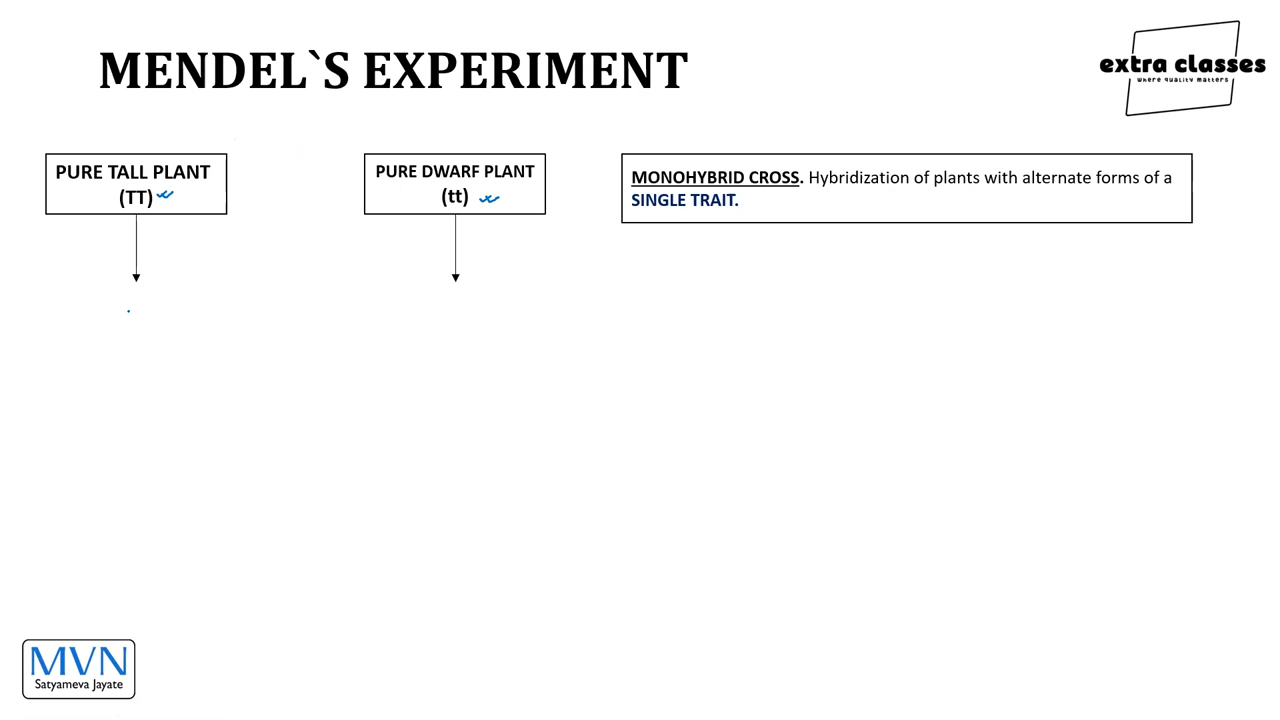 MENDEL`S EXPERIMENT
extra classes
where quality matters
PURE TALL PLANT
(TT)
PURE DWARF PLANT
(tt)
MONOHYBRID CROSS. Hybridization of plants with alternate forms of a
SINGLE TRAIT.
MVN
Satyameva Jayate